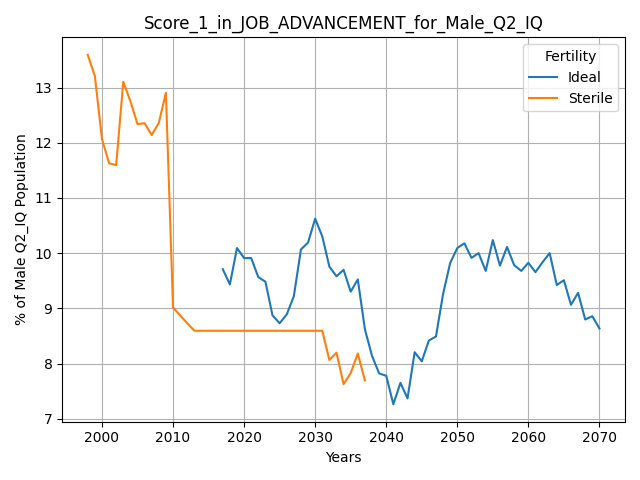 Score_1_in_JOB_ADVANCEMENT_for_Male_Q2_IQ
Fertility
Ideal
Sterile
% of Male Q2_IQ Population
13
12
11
10
9
8
7
2000 2010 2020 2030 2040 2050 2060 2070
Years